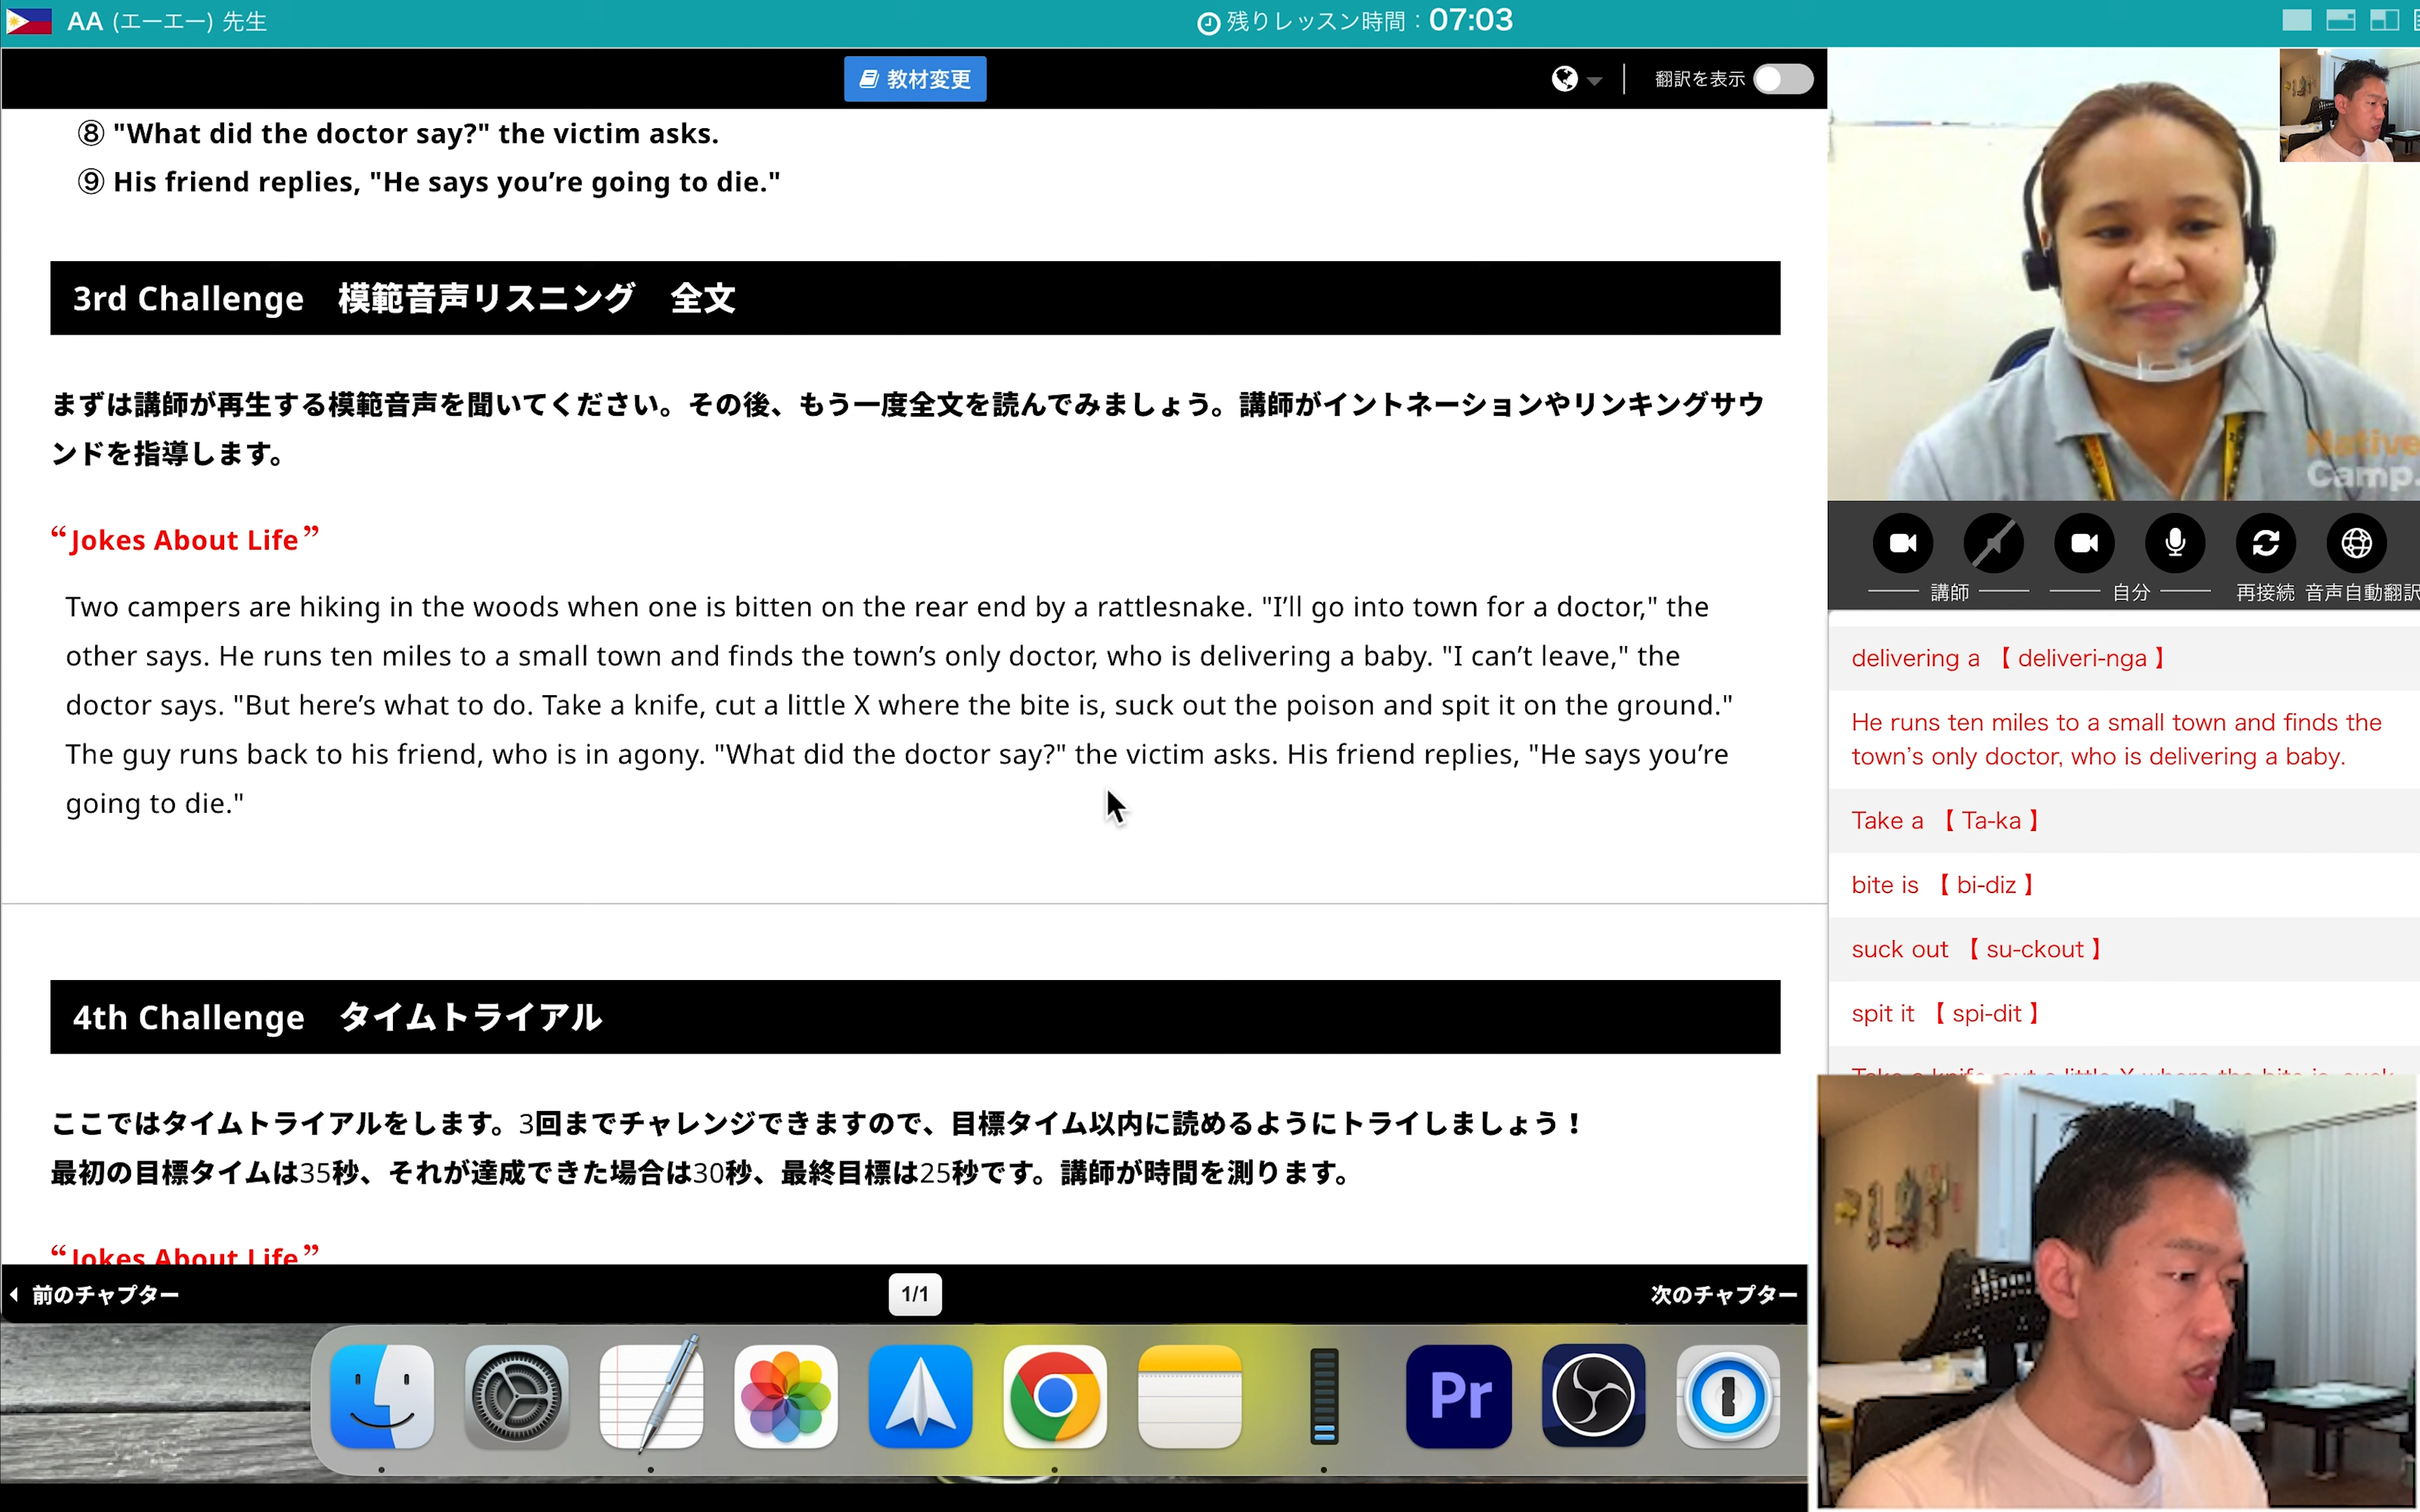 AA (エーエー) 先生
残りレッスン時間 : 07:03
教材変更
翻訳を表示
⑧ "What did the doctor say?" the victim asks.
⑨ His friend replies, "He says you're going to die."
3rd Challenge 模範音声リスニング 全文
まずは講師が再生する模範音声を聞いてください。その後、もう一度全文を読んでみましょう。講師がイントネーションやリンキングサウ
ンドを指導します。
“Jokes About Life”
Two campers are hiking in the woods when one is bitten on the rear end by a rattlesnake. "I'll go into town for a doctor," the
other says. He runs ten miles to a small town and finds the town's only doctor, who is delivering a baby. "I can't leave," the
doctor says. "But here's what to do. Take a knife, cut a little X where the bite is, suck out the poison and spit it on the ground."
The guy runs back to his friend, who is in agony. "What did the doctor say?" the victim asks. His friend replies, "He says you're
going to die."
4th Challenge タイムトライアル
ここではタイムトライアルをします。3回までチャレンジできますので、目標タイム以内に読めるようにトライしましょう！
最初の目標タイムは35秒、それが達成できた場合は30秒、最終目標は25秒です。講師が時間を測ります。
“Jokes About Life”
前のチャプター
1/1
次のチャプター
Native
Camp.
講師
自分
再接続
音声自動翻訳
delivering a 【 deliveri-nga 】
He runs ten miles to a small town and finds the
town's only doctor, who is delivering a baby.
Take a 【 Ta-ka 】
bite is 【 bi-diz 】
suck out 【 su-ckout 】
spit it 【 spi-dit 】
Take a knife, cut a little X where the bite is, suck
Pr